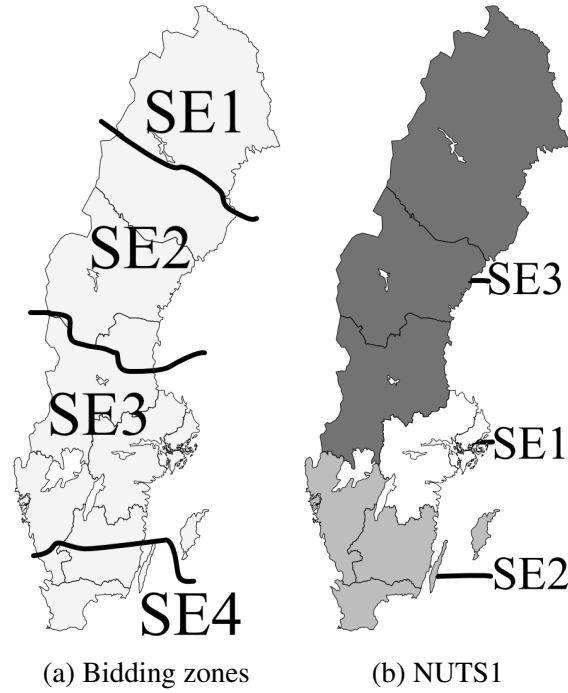 SE1
SE2
SE3
SE4
(a) Bidding zones
SE3
SE1
SE2
(b) NUTS1